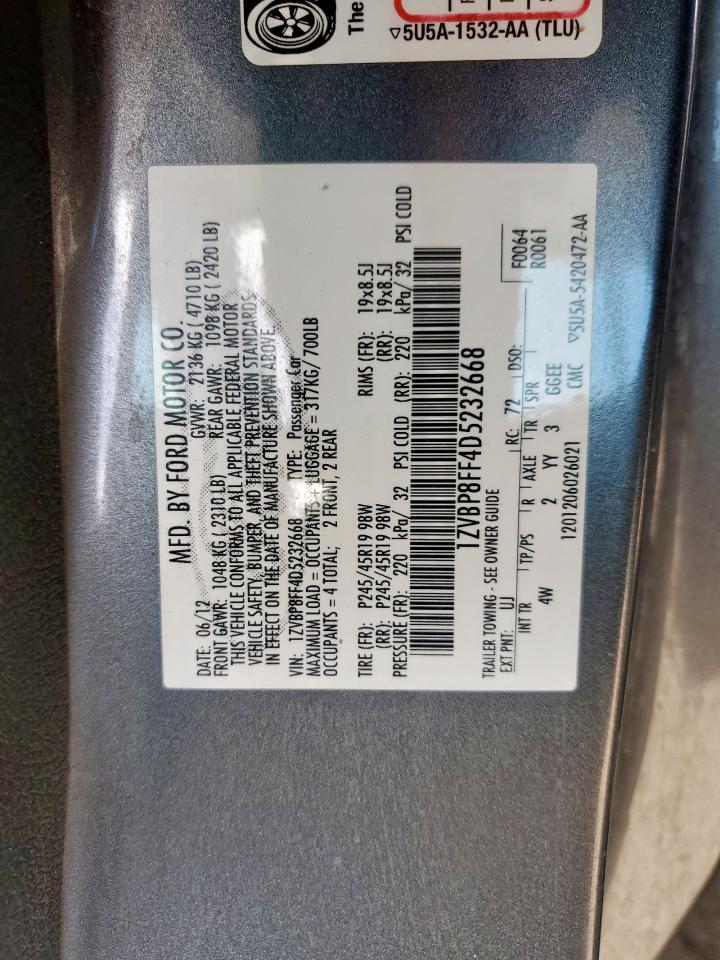 The
▽5U5A-1532-AA (TLU)
MFD. BY FORD MOTOR CO.
DATE: 06/12 GVWR: 2136 KG ( 4710 LB)
FRONT GAWR: 1048 KG ( 2310 LB) REAR GAWR: 1098 KG ( 2420 LB)
THIS VEHICLE CONFORMS TO ALL APPLICABLE FEDERAL MOTOR
VEHICLE SAFETY, BUMPER, AND THEFT PREVENTION STANDARDS
IN EFFECT ON THE DATE OF MANUFACTURE SHOWN ABOVE.
VIN: 1ZVBP8FF4D5232668 TYPE: Passenger Car
MAXIMUM LOAD = OCCUPANTS + LUGGAGE = 317KG/ 700LB
OCCUPANTS = 4 TOTAL; 2 FRONT, 2 REAR
TIRE (FR): P245/45R19 98W RIMS (FR): 19x8.5J
(RR): P245/45R19 98W (RR): 19x8.5J
PRESSURE (FR): 220 kPa/ 32 PSI COLD (RR): 220 kPa/ 32 PSI COLD
1ZVBP8FF4D5232668
TRAILER TOWING - SEE OWNER GUIDE
EXT PNT: UJ RC: 72 DSO: F0064
R0061
INT TR TP/PS R AXLE TR SPR
4W 2 YY 3 GGEE
1201206026021 CMC ▽5U5A-5420472-AA